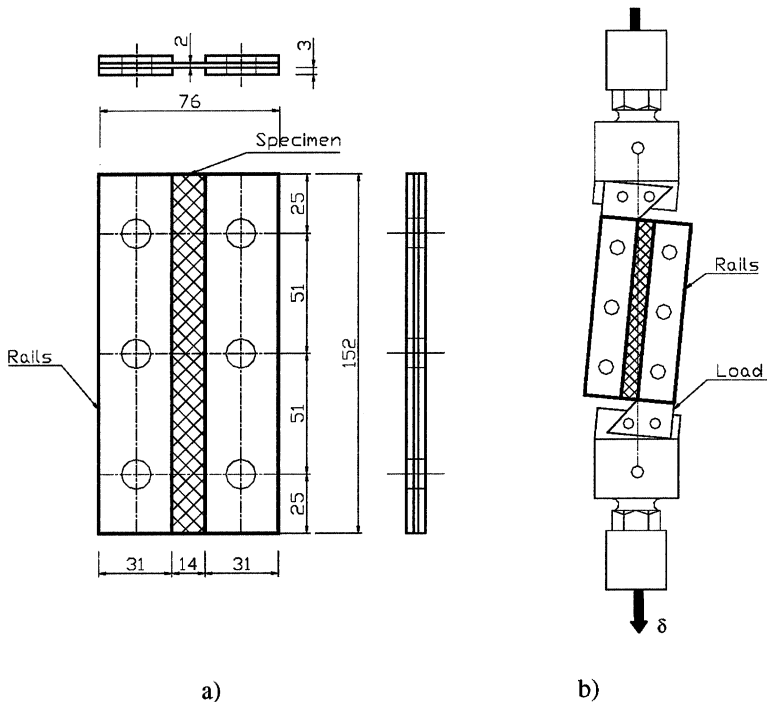 2
3
76
Specimen
25
51
Rails
152
51
25
31 14 31
Rails
Load
δ
a)
b)